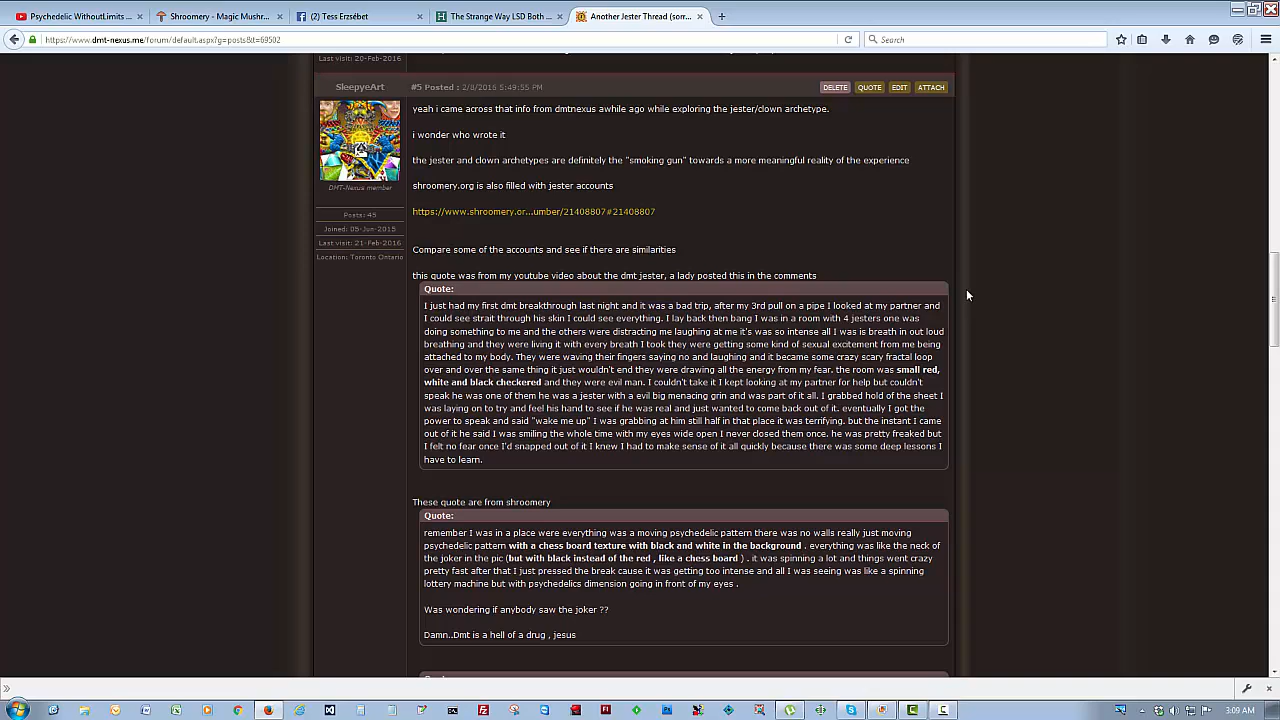 Psychedelic WithoutLimits ...
Shroomery - Magic Mushr...
(2) Tess Erzsébet
The Strange Way LSD Both ...
Another Jester Thread (sorr...
https://www.dmt-nexus.me/forum/default.aspx?g=posts&t=69502
Search
Last visit: 20-Feb-2016
SleepyeArt
#5 Posted : 2/8/2016 5:49:55 PM
DELETE QUOTE EDIT ATTACH
DMT-Nexus member
Posts: 45
Joined: 05-Jun-2015
Last visit: 21-Feb-2016
Location: Toronto Ontario
yeah i came across that info from dmtnexus awhile ago while exploring the jester/clown archetype.
i wonder who wrote it
the jester and clown archetypes are definitely the "smoking gun" towards a more meaningful reality of the experience
shroomery.org is also filled with jester accounts
https://www.shroomery.or...umber/21408807#21408807
Compare some of the accounts and see if there are similarities
this quote was from my youtube video about the dmt jester, a lady posted this in the comments
Quote:
I just had my first dmt breakthrough last night and it was a bad trip, after my 3rd pull on a pipe I looked at my partner and
I could see strait through his skin I could see everything. I lay back then bang I was in a room with 4 jesters one was
doing something to me and the others were distracting me laughing at me it's was so intense all I was is breath in out loud
breathing and they were living it with every breath I took they were getting some kind of sexual excitement from me being
attached to my body. They were waving their fingers saying no and laughing and it became some crazy scary fractal loop
over and over the same thing it just wouldn't end they were drawing all the energy from my fear. the room was small red,
white and black checkered and they were evil man. I couldn't take it I kept looking at my partner for help but couldn't
speak he was one of them he was a jester with a evil big menacing grin and was part of it all. I grabbed hold of the sheet I
was laying on to try and feel his hand to see if he was real and just wanted to come back out of it. eventually I got the
power to speak and said "wake me up" I was grabbing at him still half in that place it was terrifying. but the instant I came
out of it he said I was smiling the whole time with my eyes wide open I never closed them once. he was pretty freaked but
I felt no fear once I'd snapped out of it I knew I had to make sense of it all quickly because there was some deep lessons I
have to learn.
These quote are from shroomery
Quote:
remember I was in a place were everything was a moving psychedelic pattern there was no walls really just moving
psychedelic pattern with a chess board texture with black and white in the background . everything was like the neck of
the joker in the pic (but with black instead of the red , like a chess board ) . it was spinning a lot and things went crazy
pretty fast after that I just pressed the break cause it was getting too intense and all I was seeing was like a spinning
lottery machine but with psychedelics dimension going in front of my eyes .
Was wondering if anybody saw the joker ??
Damn..Dmt is a hell of a drug , jesus
3:09 AM